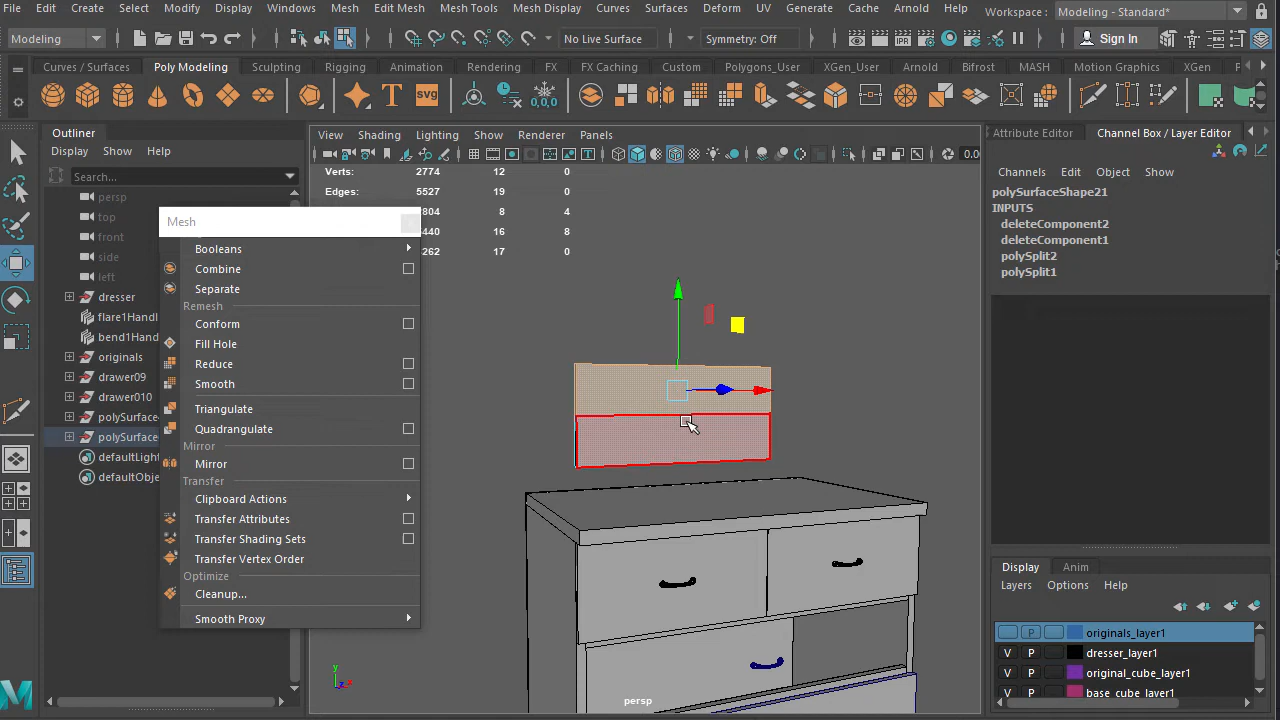 File Edit Create Select Modify Display Windows Mesh Edit Mesh Mesh Tools Mesh Display Curves Surfaces Deform UV Generate Cache Arnold Help Workspace : Modeling - Standard*
Modeling No Live Surface Symmetry: Off Sign In
Curves / Surfaces Poly Modeling Sculpting Rigging Animation Rendering FX FX Caching Custom Polygons_User XGen_User Arnold Bifrost MASH Motion Graphics XGen
T svg 0,0,0
Outliner
Display Show Help
Search...
persp
top
front
side
left
dresser
flare1Handl
bend1Hand
originals
drawer09
drawer010
polySurface
polySurface
defaultLigh
defaultObje
Mesh
Booleans
Combine
Separate
Remesh
Conform
Fill Hole
Reduce
Smooth
Triangulate
Quadrangulate
Mirror
Mirror
Transfer
Clipboard Actions
Transfer Attributes
Transfer Shading Sets
Transfer Vertex Order
Optimize
Cleanup...
Smooth Proxy
View Shading Lighting Show Renderer Panels
0.0
Verts: 2774 12 0
Edges: 5527 19 0
804 8 4
440 16 8
262 17 0
y
z x
persp
Attribute Editor Channel Box / Layer Editor
Channels Edit Object Show
polySurfaceShape21
INPUTS
deleteComponent2
deleteComponent1
polySplit2
polySplit1
Display Anim
Layers Options Help
P originals_layer1
V P dresser_layer1
V P original_cube_layer1
V P base_cube_layer1